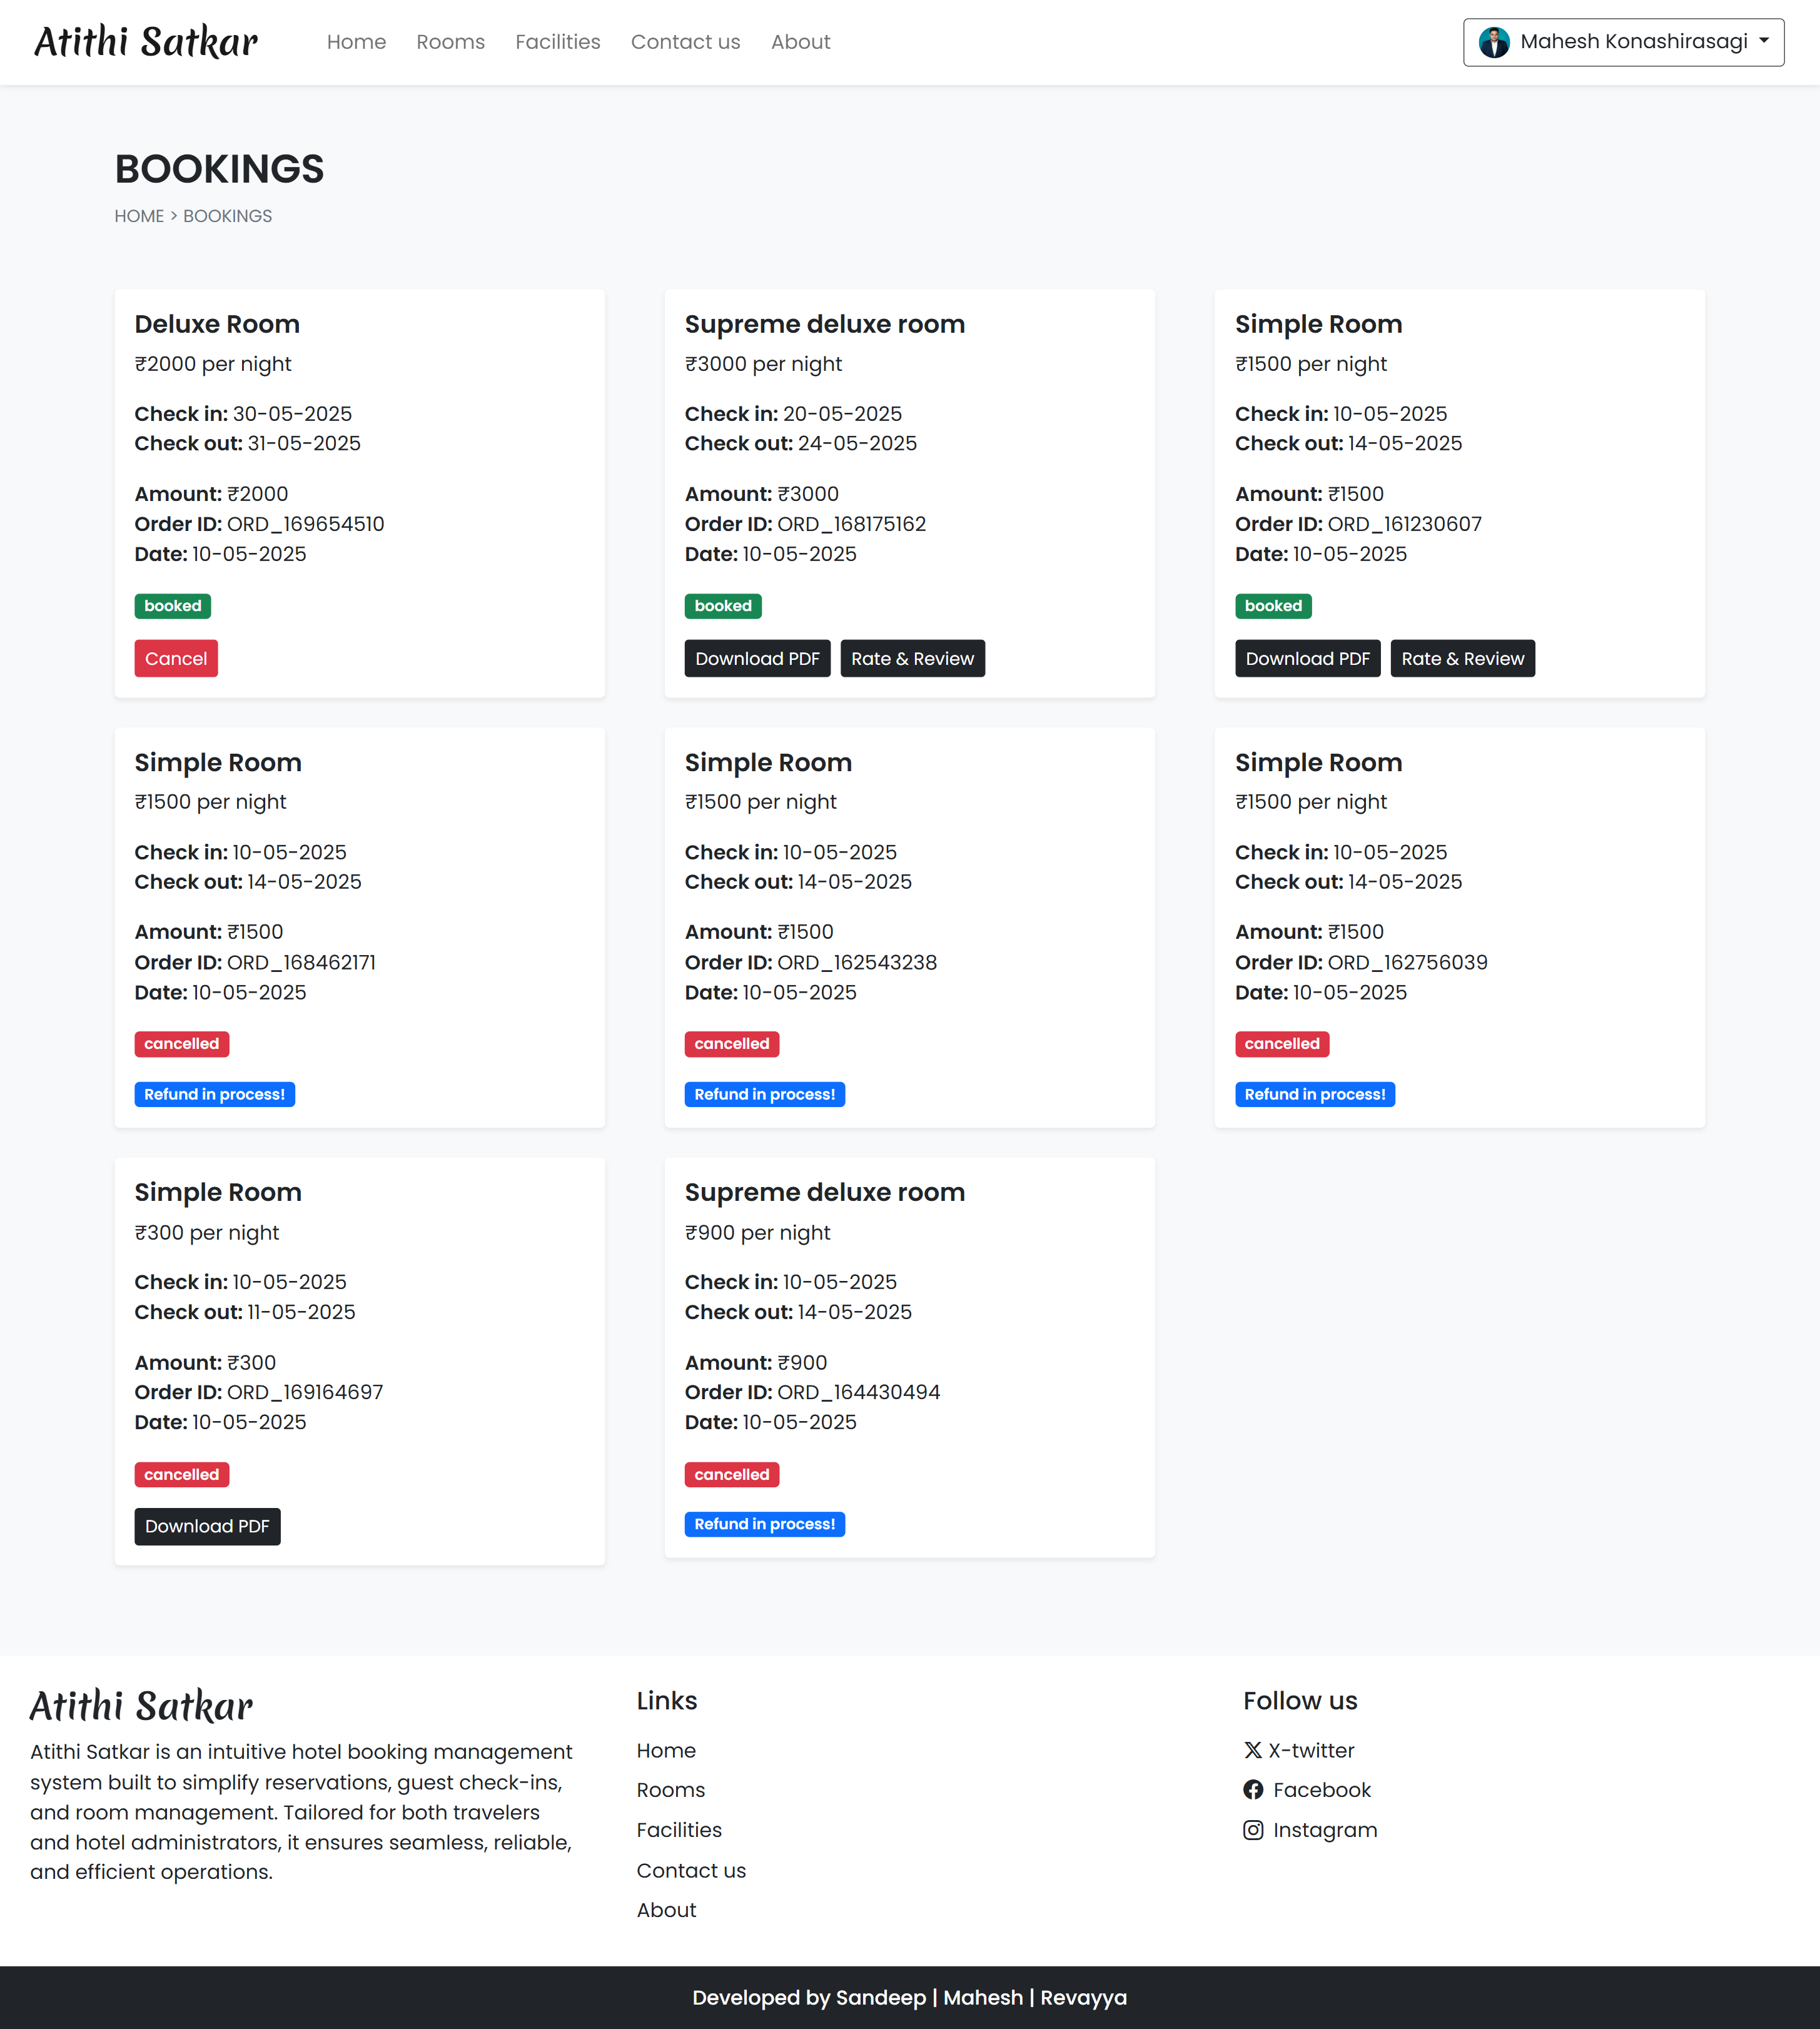 Atithi Satkar
Home Rooms Facilities Contact us About
Mahesh Konashirasagi
BOOKINGS
HOME > BOOKINGS
Deluxe Room
₹2000 per night
Check in: 30-05-2025
Check out: 31-05-2025
Amount: ₹2000
Order ID: ORD_169654510
Date: 10-05-2025
booked
Cancel
Supreme deluxe room
₹3000 per night
Check in: 20-05-2025
Check out: 24-05-2025
Amount: ₹3000
Order ID: ORD_168175162
Date: 10-05-2025
booked
Download PDF Rate & Review
Simple Room
₹1500 per night
Check in: 10-05-2025
Check out: 14-05-2025
Amount: ₹1500
Order ID: ORD_161230607
Date: 10-05-2025
booked
Download PDF Rate & Review
Simple Room
₹1500 per night
Check in: 10-05-2025
Check out: 14-05-2025
Amount: ₹1500
Order ID: ORD_168462171
Date: 10-05-2025
cancelled
Refund in process!
Simple Room
₹1500 per night
Check in: 10-05-2025
Check out: 14-05-2025
Amount: ₹1500
Order ID: ORD_162543238
Date: 10-05-2025
cancelled
Refund in process!
Simple Room
₹1500 per night
Check in: 10-05-2025
Check out: 14-05-2025
Amount: ₹1500
Order ID: ORD_162756039
Date: 10-05-2025
cancelled
Refund in process!
Simple Room
₹300 per night
Check in: 10-05-2025
Check out: 11-05-2025
Amount: ₹300
Order ID: ORD_169164697
Date: 10-05-2025
cancelled
Download PDF
Supreme deluxe room
₹900 per night
Check in: 10-05-2025
Check out: 14-05-2025
Amount: ₹900
Order ID: ORD_164430494
Date: 10-05-2025
cancelled
Refund in process!
Atithi Satkar
Atithi Satkar is an intuitive hotel booking management
system built to simplify reservations, guest check-ins,
and room management. Tailored for both travelers
and hotel administrators, it ensures seamless, reliable,
and efficient operations.
Links
Home
Rooms
Facilities
Contact us
About
Follow us
X-twitter
Facebook
Instagram
Developed by Sandeep | Mahesh | Revayya